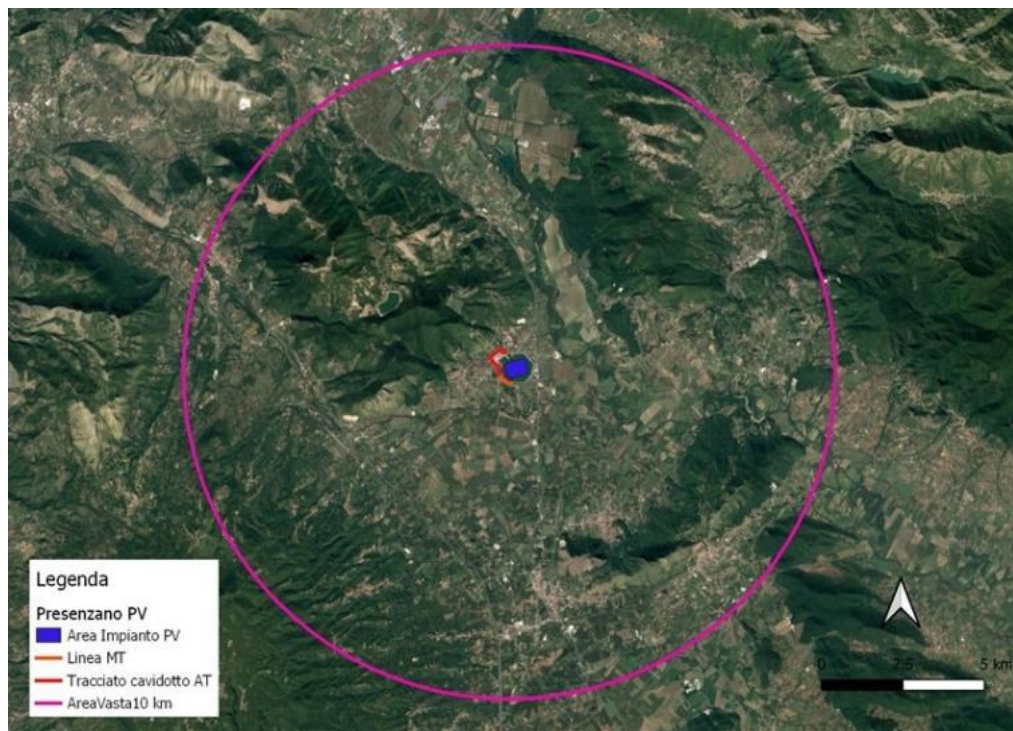 Legenda
Presenzano PV
Area Impianto PV
Linea MT
Tracciato cavidotto AT
AreaVasta10 km
0 2.5 5 km